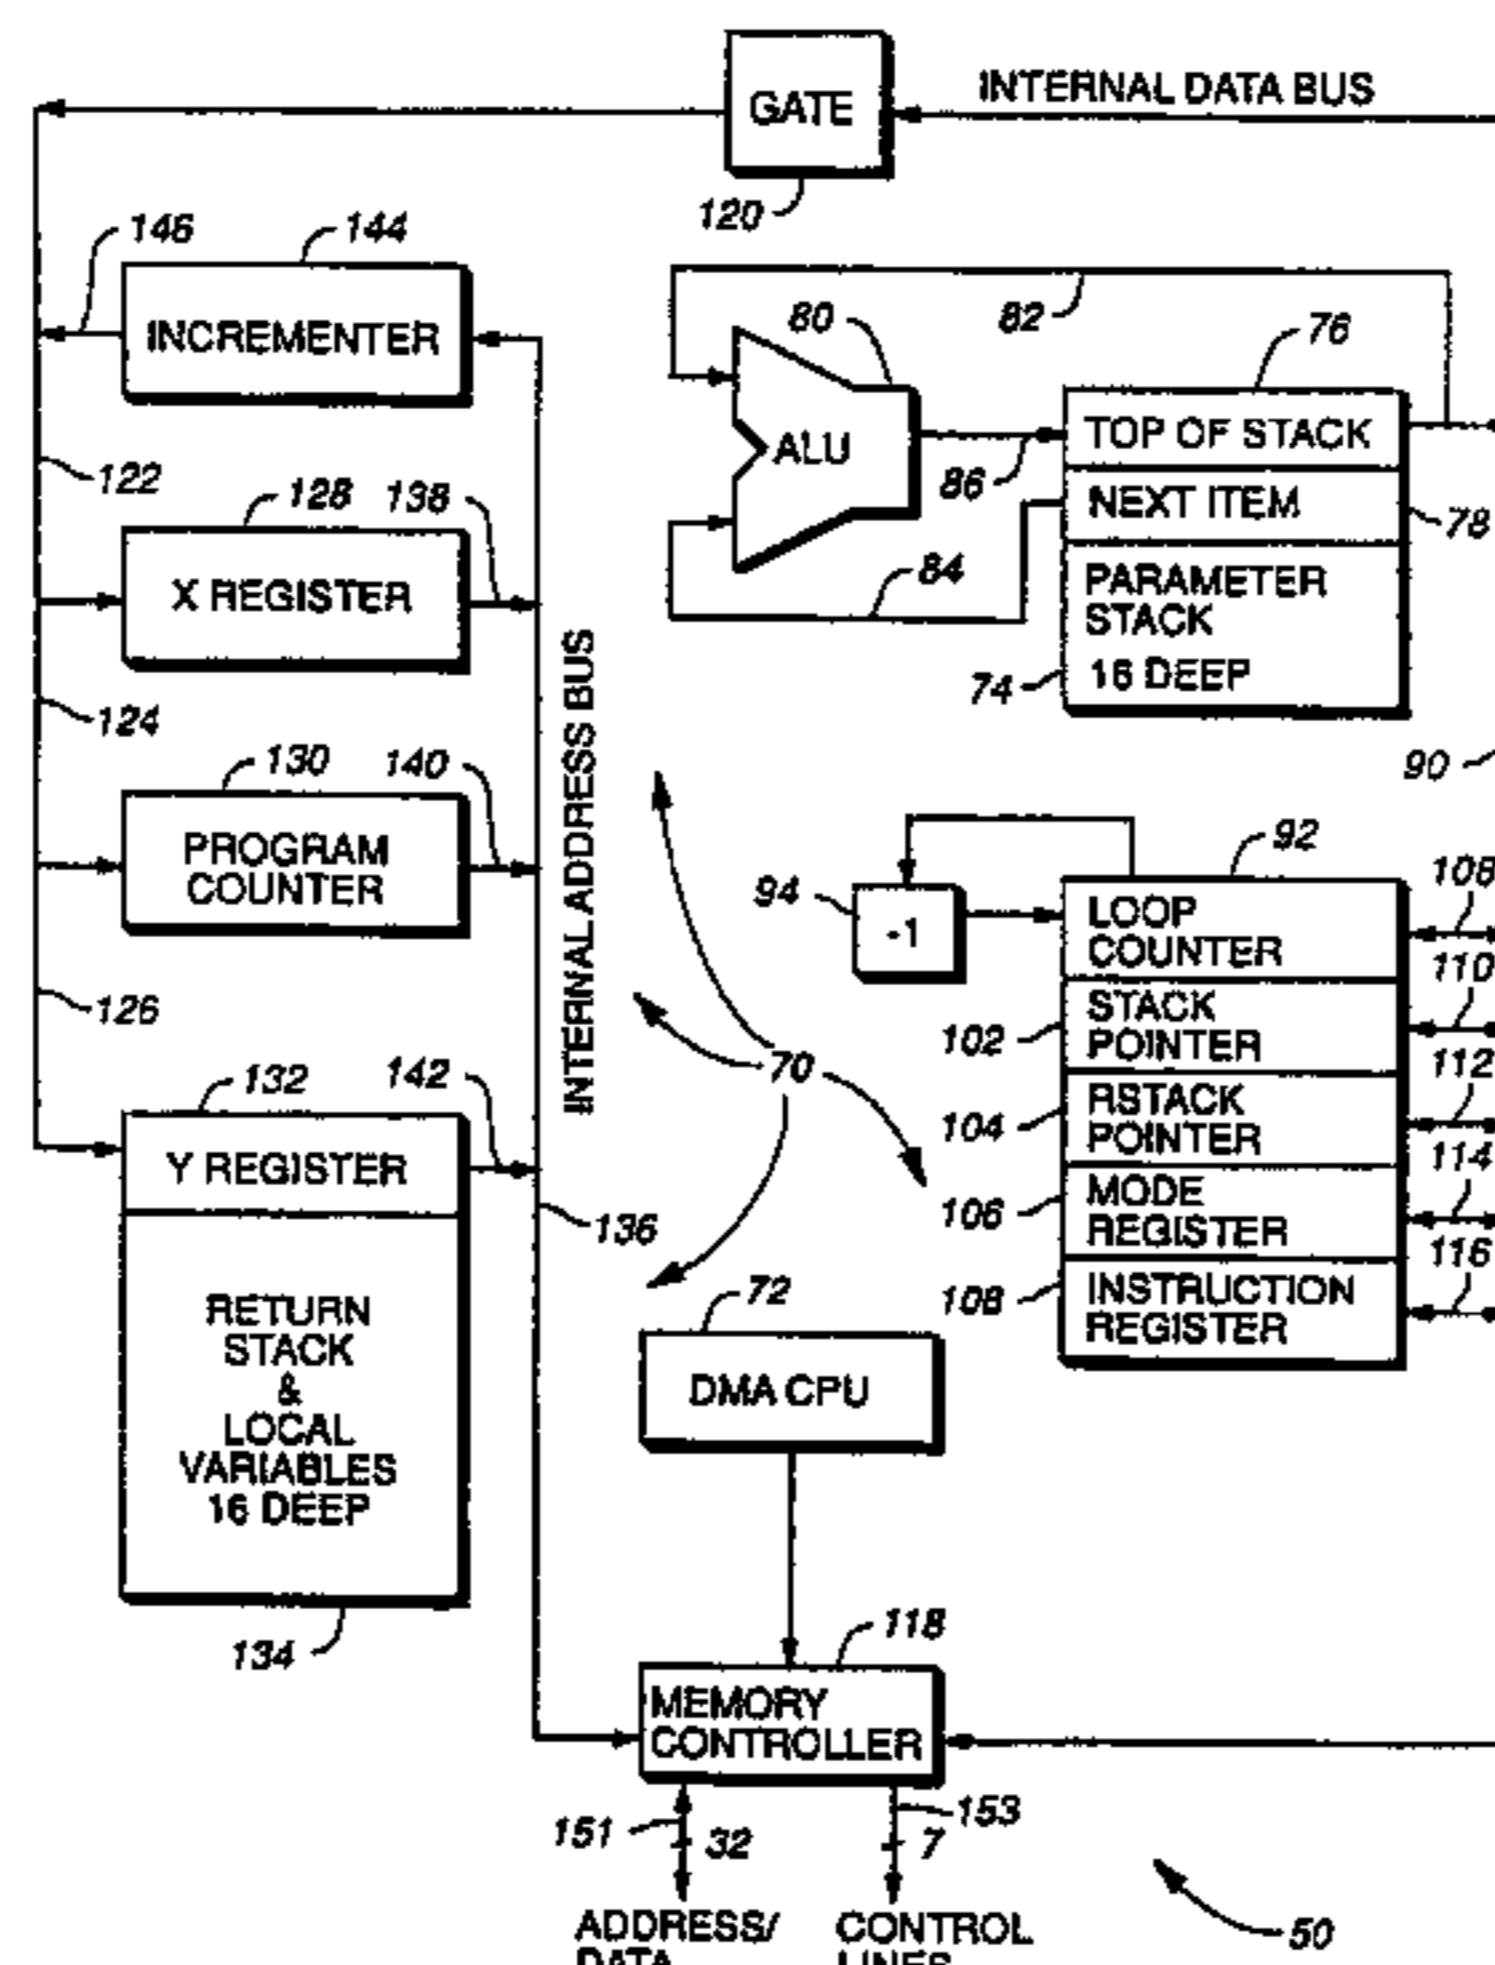 GATE
INTERNAL DATA BUS
120
146
144
INCREMENTER
82
80
76
ALU
TOP OF STACK
86
NEXT ITEM
78
84
PARAMETER
STACK
16 DEEP
74
122
128
138
X REGISTER
124
INTERNAL ADDRESS BUS
130
140
PROGRAM
COUNTER
90
92
94
-1
LOOP
COUNTER
108
110
126
102
STACK
POINTER
112
70
132
142
Y REGISTER
104
RSTACK
POINTER
114
136
106
MODE
REGISTER
116
72
108
INSTRUCTION
REGISTER
RETURN
STACK
&
LOCAL
VARIABLES
16 DEEP
DMA CPU
134
118
MEMORY
CONTROLLER
151
32
153
7
ADDRESS/
DATA
CONTROL
LINES
50